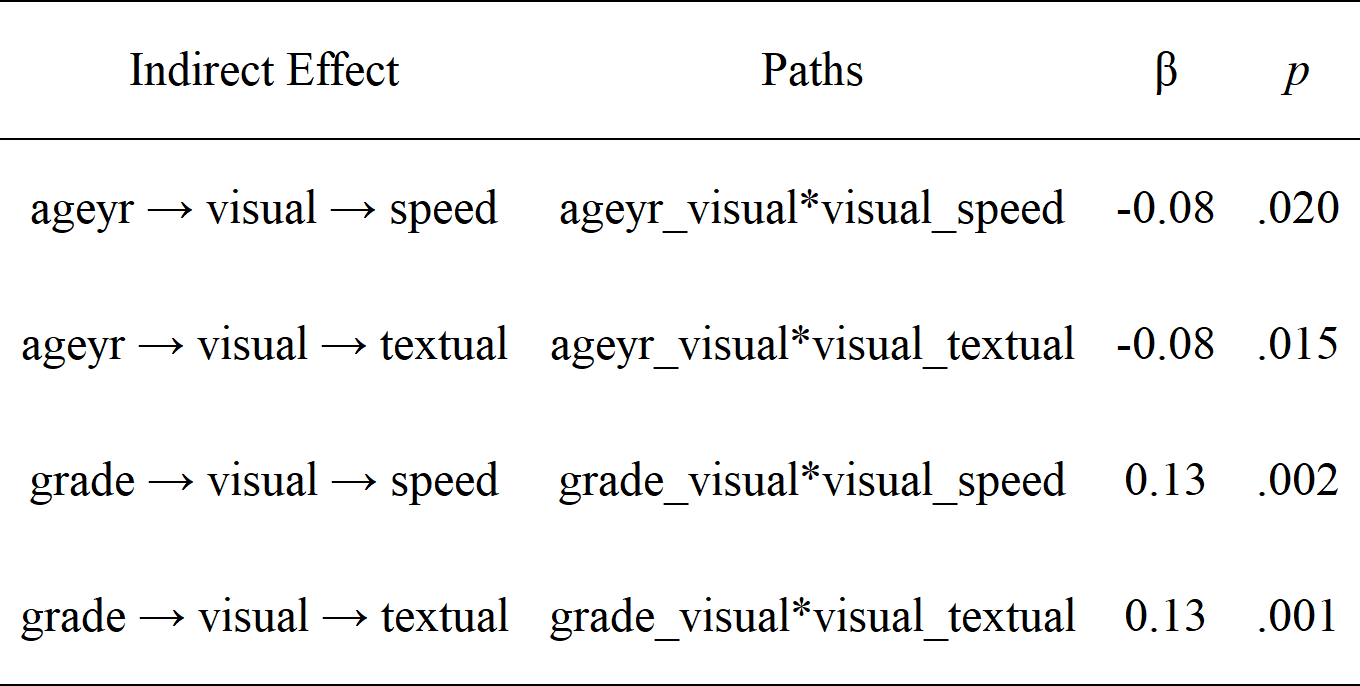 Indirect Effect Paths β p
ageyr → visual → speed ageyr_visual*visual_speed -0.08 .020
ageyr → visual → textual ageyr_visual*visual_textual -0.08 .015
grade → visual → speed grade_visual*visual_speed 0.13 .002
grade → visual → textual grade_visual*visual_textual 0.13 .001